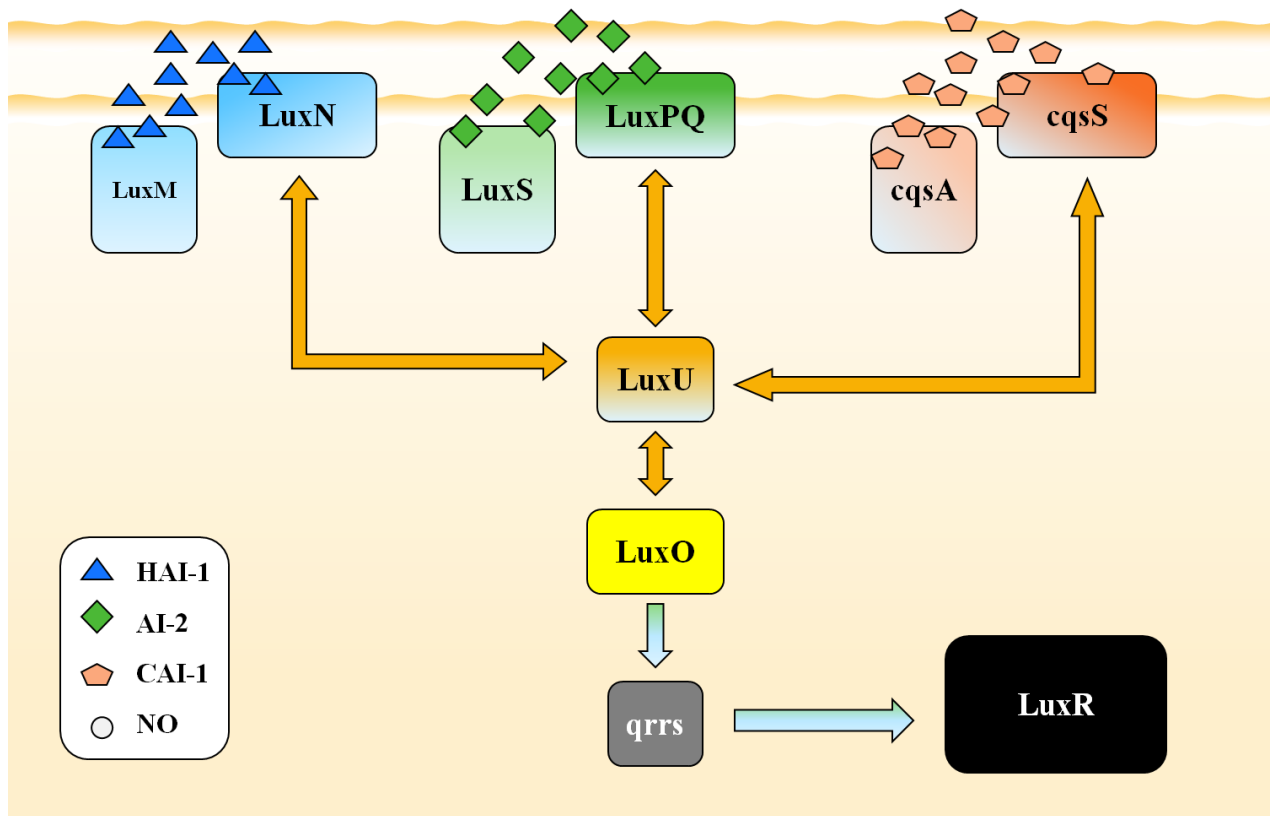 LuxN
LuxPQ
cqsS
LuxM
LuxS
cqsA
LuxU
LuxO
HAI-1
AI-2
CAI-1
NO
qrrs
LuxR